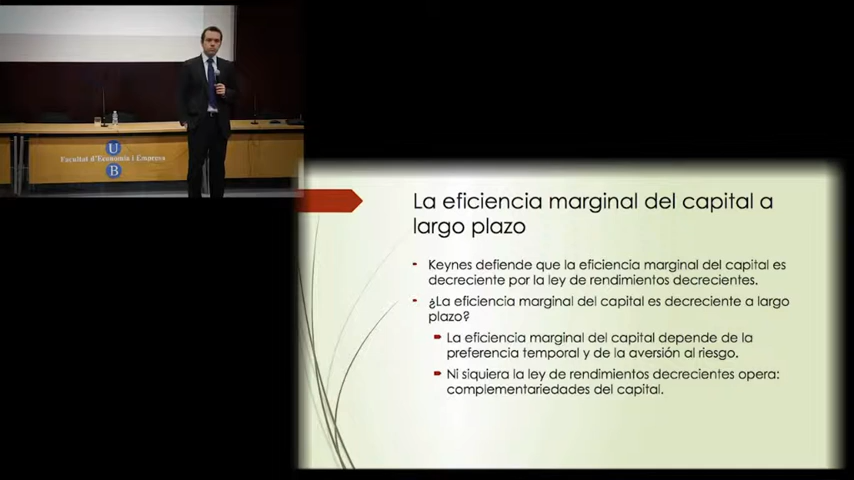 U
Facultat d'Economia i Empresa
B
La eficiencia marginal del capital a
largo plazo
Keynes defiende que la eficiencia marginal del capital es
decreciente por la ley de rendimientos decrecientes.
¿La eficiencia marginal del capital es decreciente a largo
plazo?
La eficiencia marginal del capital depende de la
preferencia temporal y de la aversión al riesgo.
Ni siquiera la ley de rendimientos decrecientes opera:
complementariedades del capital.